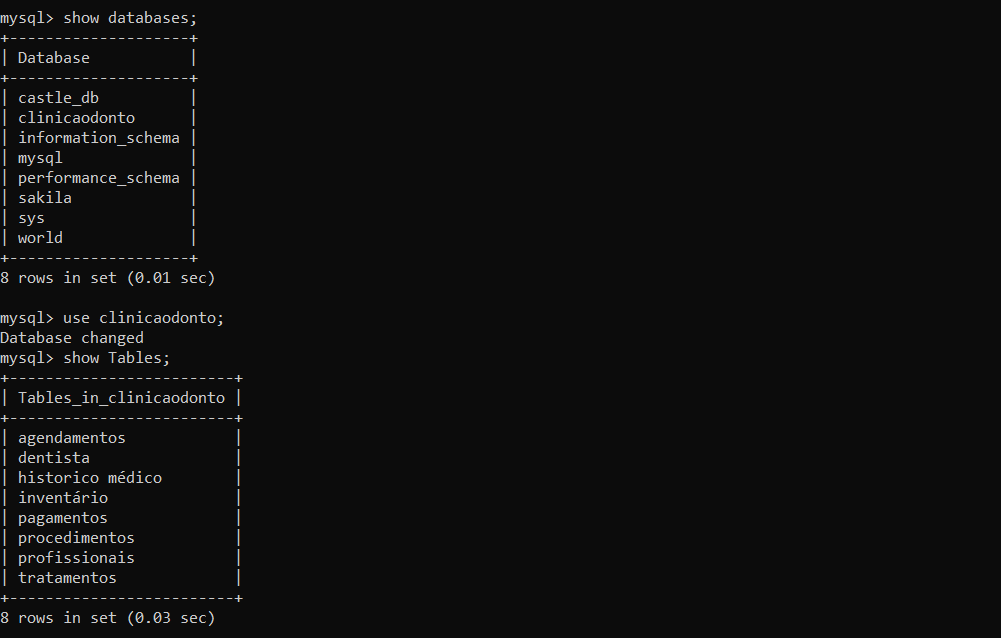 mysql> show databases;
+--------------------+
| Database           |
+--------------------+
| castle_db          |
| clinicaodonto      |
| information_schema |
| mysql              |
| performance_schema |
| sakila             |
| sys                |
| world              |
+--------------------+
8 rows in set (0.01 sec)

mysql> use clinicaodonto;
Database changed
mysql> show Tables;
+-------------------------+
| Tables_in_clinicaodonto |
+-------------------------+
| agendamentos            |
| dentista                |
| historico médico        |
| inventário              |
| pagamentos              |
| procedimentos           |
| profissionais           |
| tratamentos             |
+-------------------------+
8 rows in set (0.03 sec)